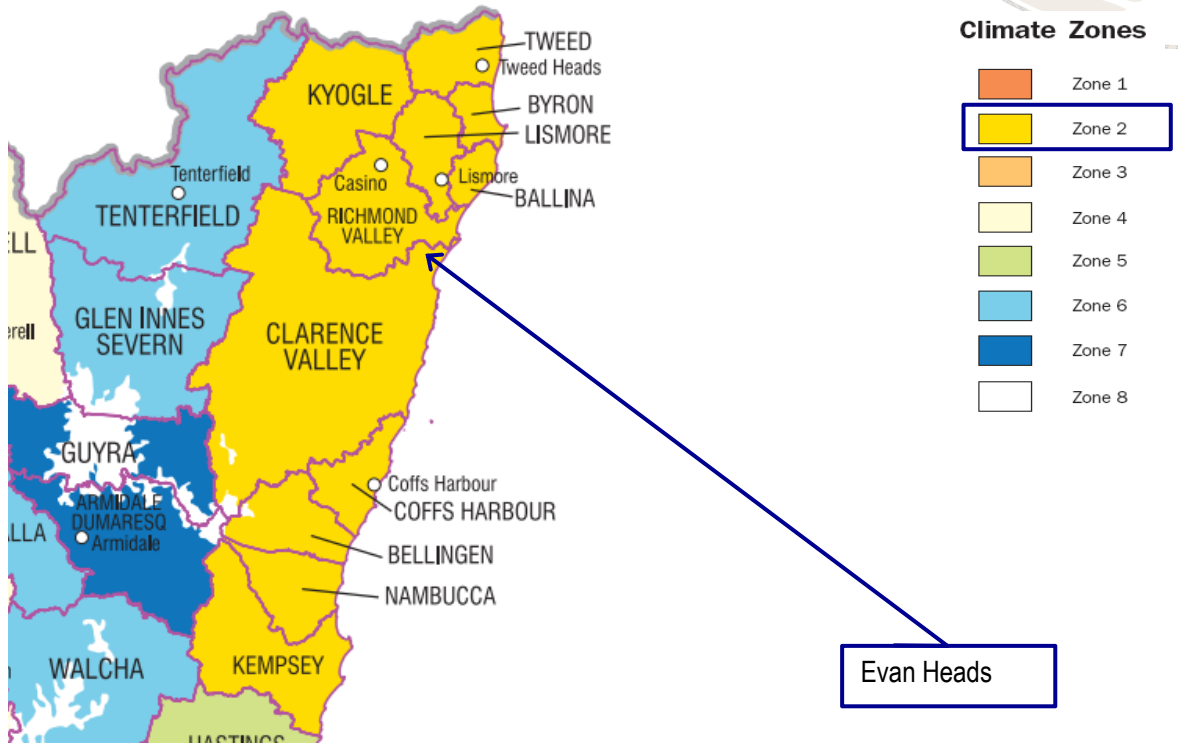 TWEED
Tweed Heads
KYOGLE
BYRON
LISMORE
Tenterfield
Casino
Lismore
BALLINA
TENTERFIELD
RICHMOND
VALLEY
ELL
GLEN INNES
SEVERN
erell
CLARENCE
VALLEY
GUYRA
Coffs Harbour
COFFS HARBOUR
ARMIDALE
DUMARESQ
Armidale
ALLA
BELLINGEN
NAMBUCCA
WALCHA
KEMPSEY
HASTINGS
Climate Zones
Zone 1
Zone 2
Zone 3
Zone 4
Zone 5
Zone 6
Zone 7
Zone 8
Evan Heads